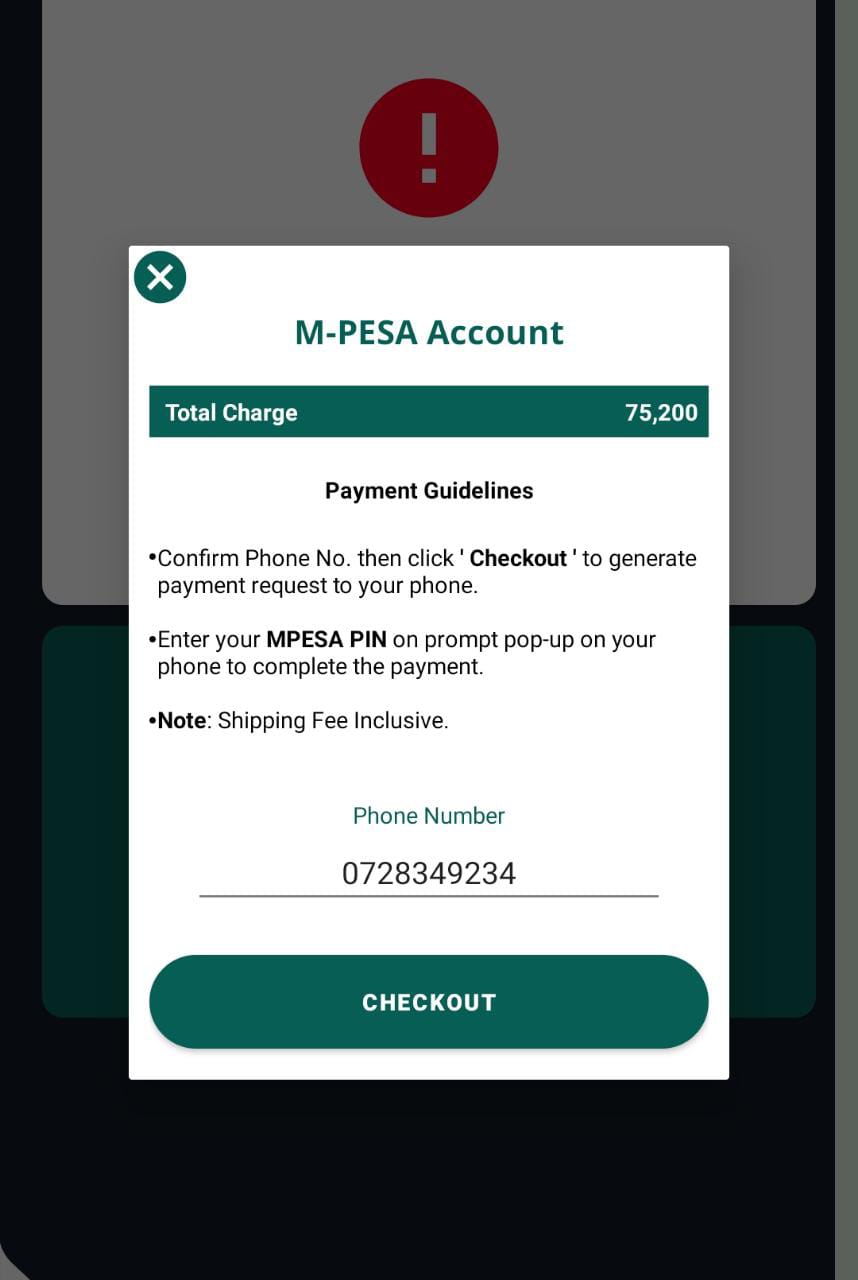 M-PESA Account
Total Charge 75,200
Payment Guidelines
•Confirm Phone No. then click ' Checkout ' to generate
payment request to your phone.
•Enter your MPESA PIN on prompt pop-up on your
phone to complete the payment.
•Note: Shipping Fee Inclusive.
Phone Number
0728349234
CHECKOUT